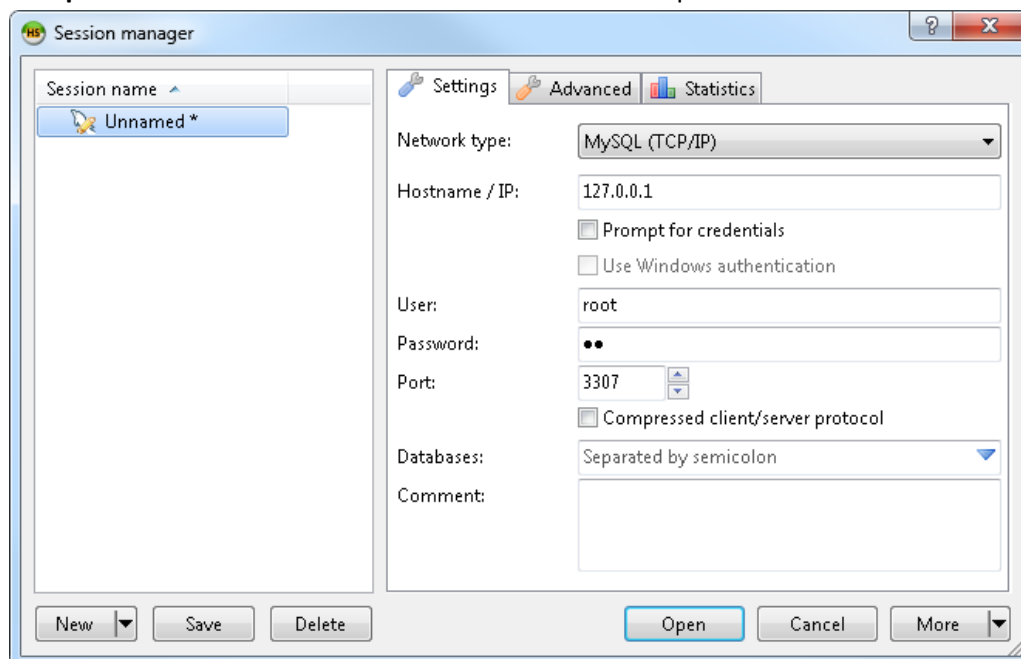 HS Session manager
Session name
Unnamed *
Settings Advanced Statistics
Network type: MySQL (TCP/IP)
Hostname / IP: 127.0.0.1
Prompt for credentials
Use Windows authentication
User: root
Password: ●●
Port: 3307
Compressed client/server protocol
Databases: Separated by semicolon
Comment:
New Save Delete Open Cancel More